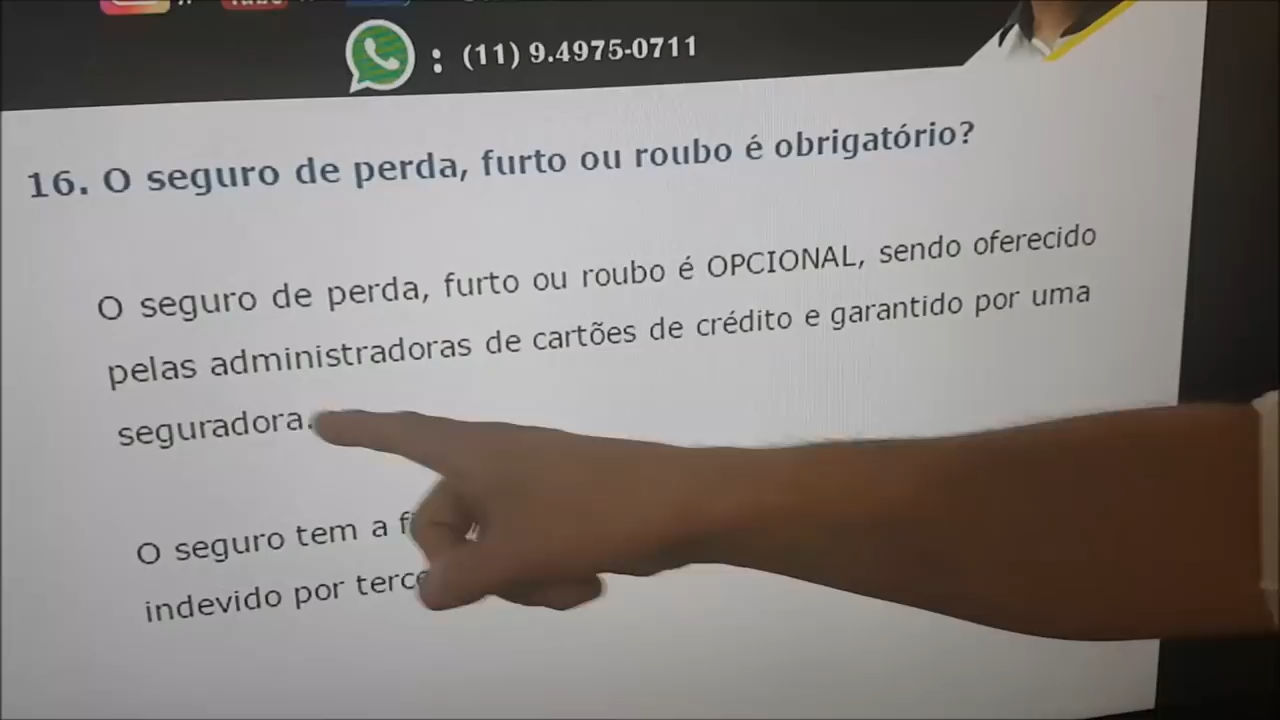 : (11) 9.4975-0711
16. O seguro de perda, furto ou roubo é obrigatório?
O seguro de perda, furto ou roubo é OPCIONAL, sendo oferecido
pelas administradoras de cartões de crédito e garantido por uma
seguradora.
O seguro tem a
indevido por